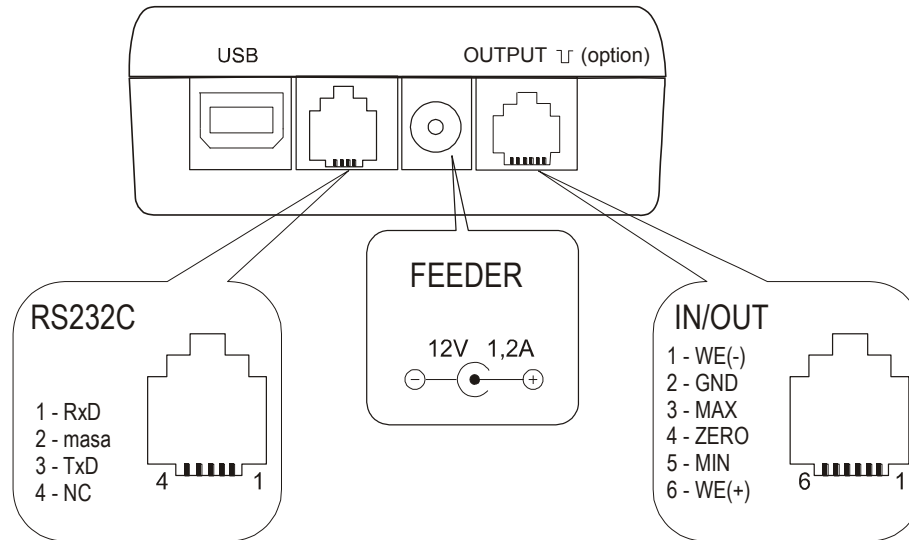 USB
OUTPUT (option)
RS232C
1 - RxD
2 - masa
3 - TxD
4 - NC
4 1
FEEDER
12V 1,2A
IN/OUT
1 - WE(-)
2 - GND
3 - MAX
4 - ZERO
5 - MIN
6 - WE(+)
6 1